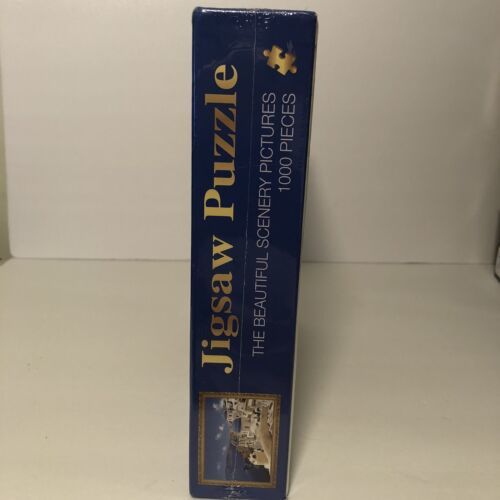 Jigsaw Puzzle
THE BEAUTIFUL SCENERY PICTURES
1000 PIECES